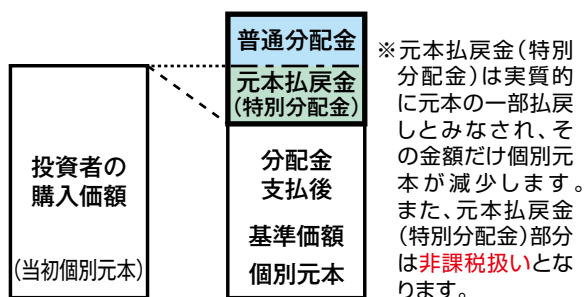 投資者の
購入価額
(当初個別元本)
普通分配金
元本払戻金
(特別分配金)
分配金
支払後
基準価額
個別元本
※元本払戻金(特別
分配金)は実質的
に元本の一部払戻
しとみなされ、そ
の金額だけ個別元
本が減少します。
また、元本払戻金
(特別分配金)部分
は非課税扱いとな
ります。